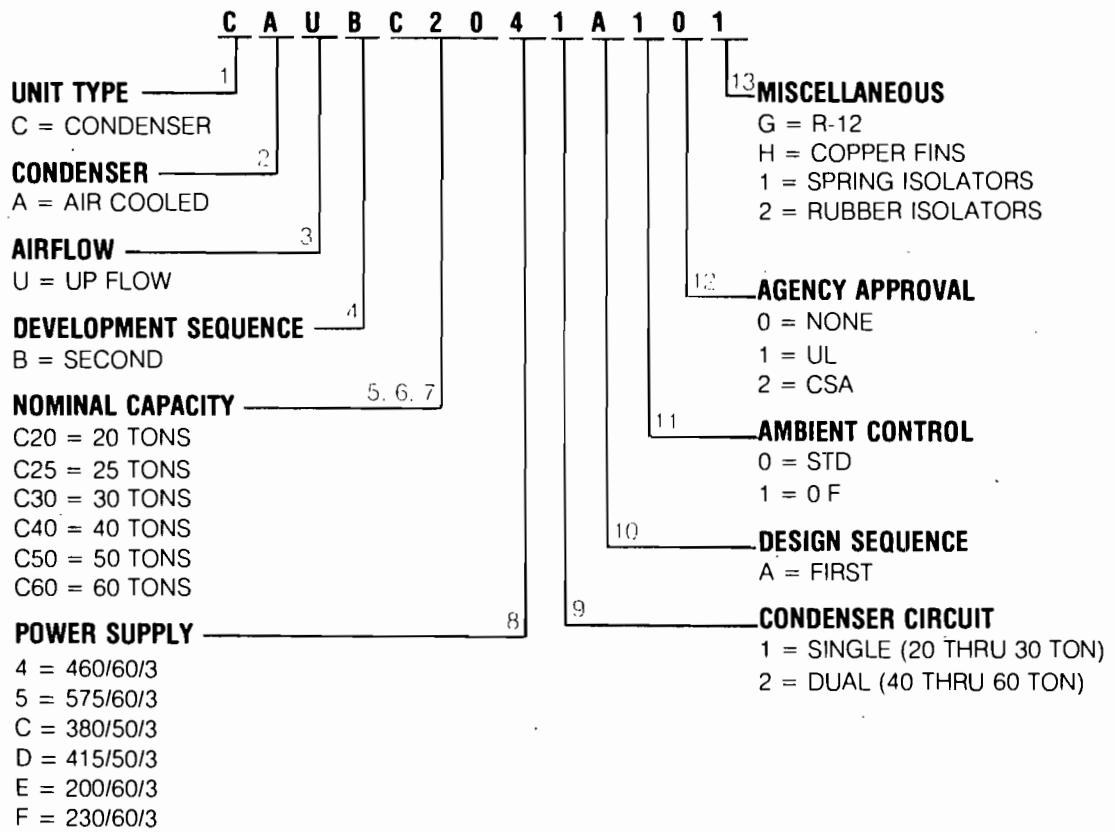 C A U B C 2 0 4 1 A 1 0 1
1
UNIT TYPE
C = CONDENSER
2
CONDENSER
A = AIR COOLED
3
AIRFLOW
U = UP FLOW
4
DEVELOPMENT SEQUENCE
B = SECOND
5, 6, 7
NOMINAL CAPACITY
C20 = 20 TONS
C25 = 25 TONS
C30 = 30 TONS
C40 = 40 TONS
C50 = 50 TONS
C60 = 60 TONS
8
POWER SUPPLY
4 = 460/60/3
5 = 575/60/3
C = 380/50/3
D = 415/50/3
E = 200/60/3
F = 230/60/3
13
MISCELLANEOUS
G = R-12
H = COPPER FINS
1 = SPRING ISOLATORS
2 = RUBBER ISOLATORS
12
AGENCY APPROVAL
0 = NONE
1 = UL
2 = CSA
11
AMBIENT CONTROL
0 = STD
1 = 0 F
10
DESIGN SEQUENCE
A = FIRST
9
CONDENSER CIRCUIT
1 = SINGLE (20 THRU 30 TON)
2 = DUAL (40 THRU 60 TON)